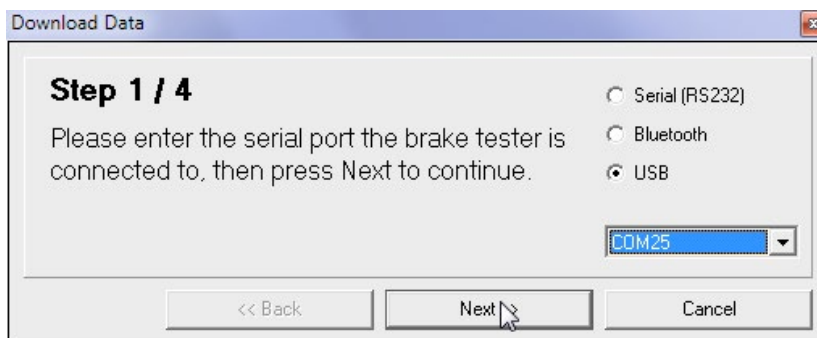 Download Data
Step 1 / 4
Please enter the serial port the brake tester is
connected to, then press Next to continue.
Serial (RS232)
Bluetooth
USB
COM25
<< Back
Next >>
Cancel